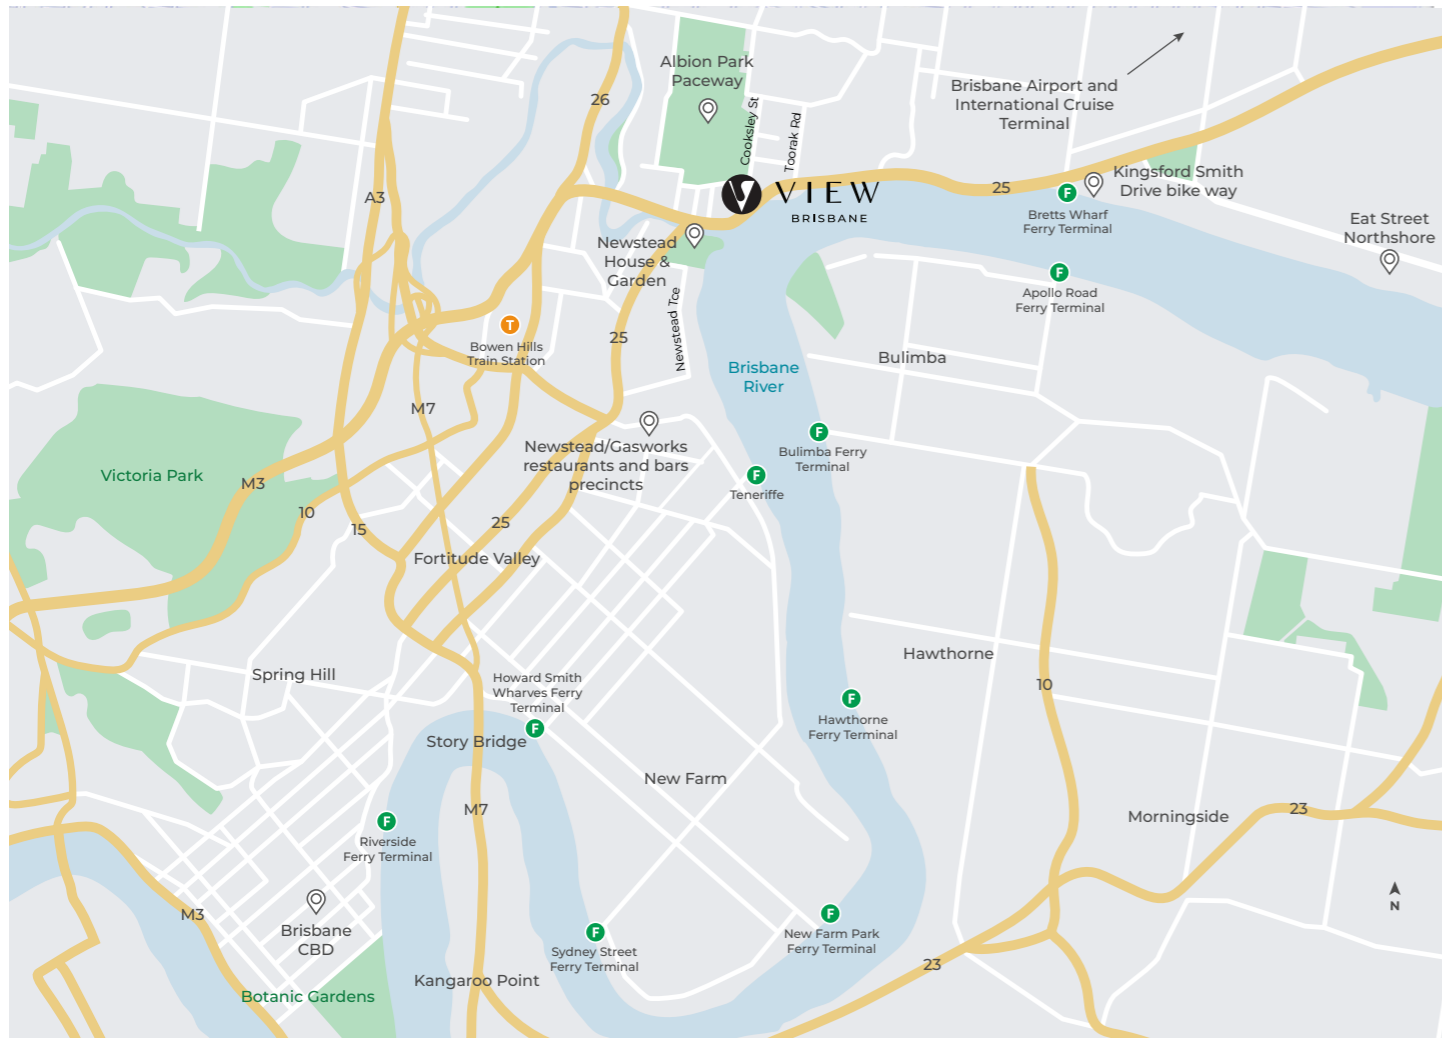 Albion Park
Paceway
26
Cooksley St
Toorak Rd
Brisbane Airport and
International Cruise
Terminal
A3
VIEW
BRISBANE
25
F
Kingsford Smith
Drive bike way
Bretts Wharf
Ferry Terminal
Eat Street
Northshore
Newstead
House &
Garden
Newstead Tce
F
Apollo Road
Ferry Terminal
T
Bowen Hills
Train Station
25
Brisbane
River
Bulimba
M7
Newstead/Gasworks
restaurants and bars
precincts
F
Bulimba Ferry
Terminal
F
Teneriffe
Victoria Park
M3
10
15
25
Fortitude Valley
Hawthorne
10
Spring Hill
Howard Smith
Wharves Ferry
Terminal
F
Story Bridge
F
Hawthorne
Ferry Terminal
New Farm
M7
F
Riverside
Ferry Terminal
Morningside
23
M3
Brisbane
CBD
F
Sydney Street
Ferry Terminal
F
New Farm Park
Ferry Terminal
N
23
Kangaroo Point
Botanic Gardens